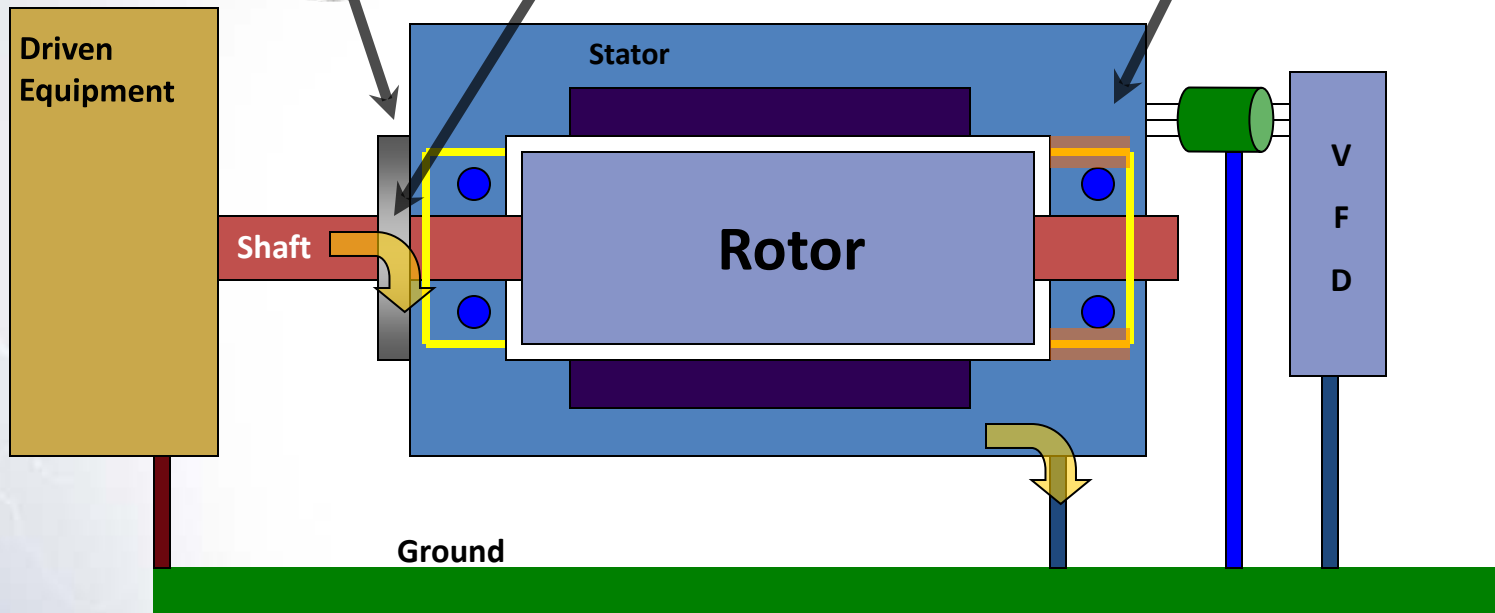 Driven
Equipment
Stator
Shaft
Rotor
V
F
D
Ground